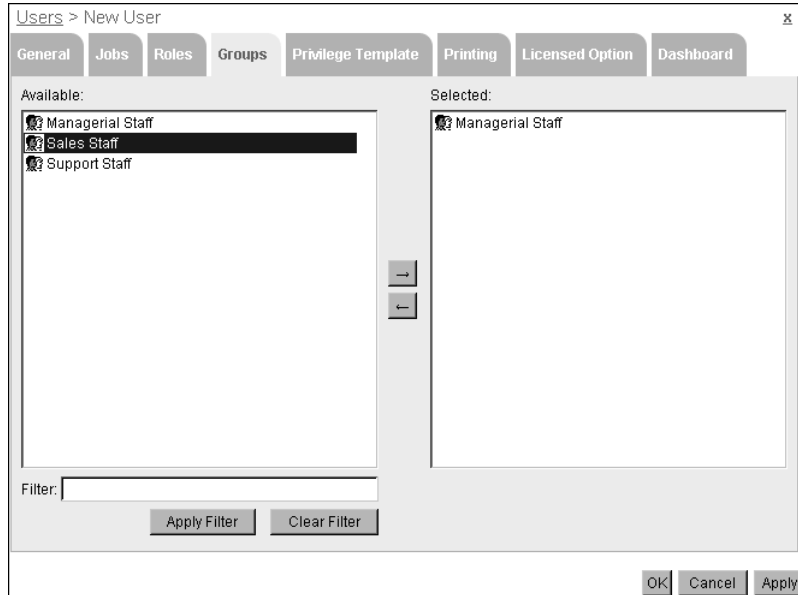 Users > New User
x
General
Jobs
Roles
Groups
Privilege Template
Printing
Licensed Option
Dashboard
Available:
Managerial Staff
Sales Staff
Support Staff
Selected:
Managerial Staff
→
←
Filter:
Apply Filter
Clear Filter
OK
Cancel
Apply